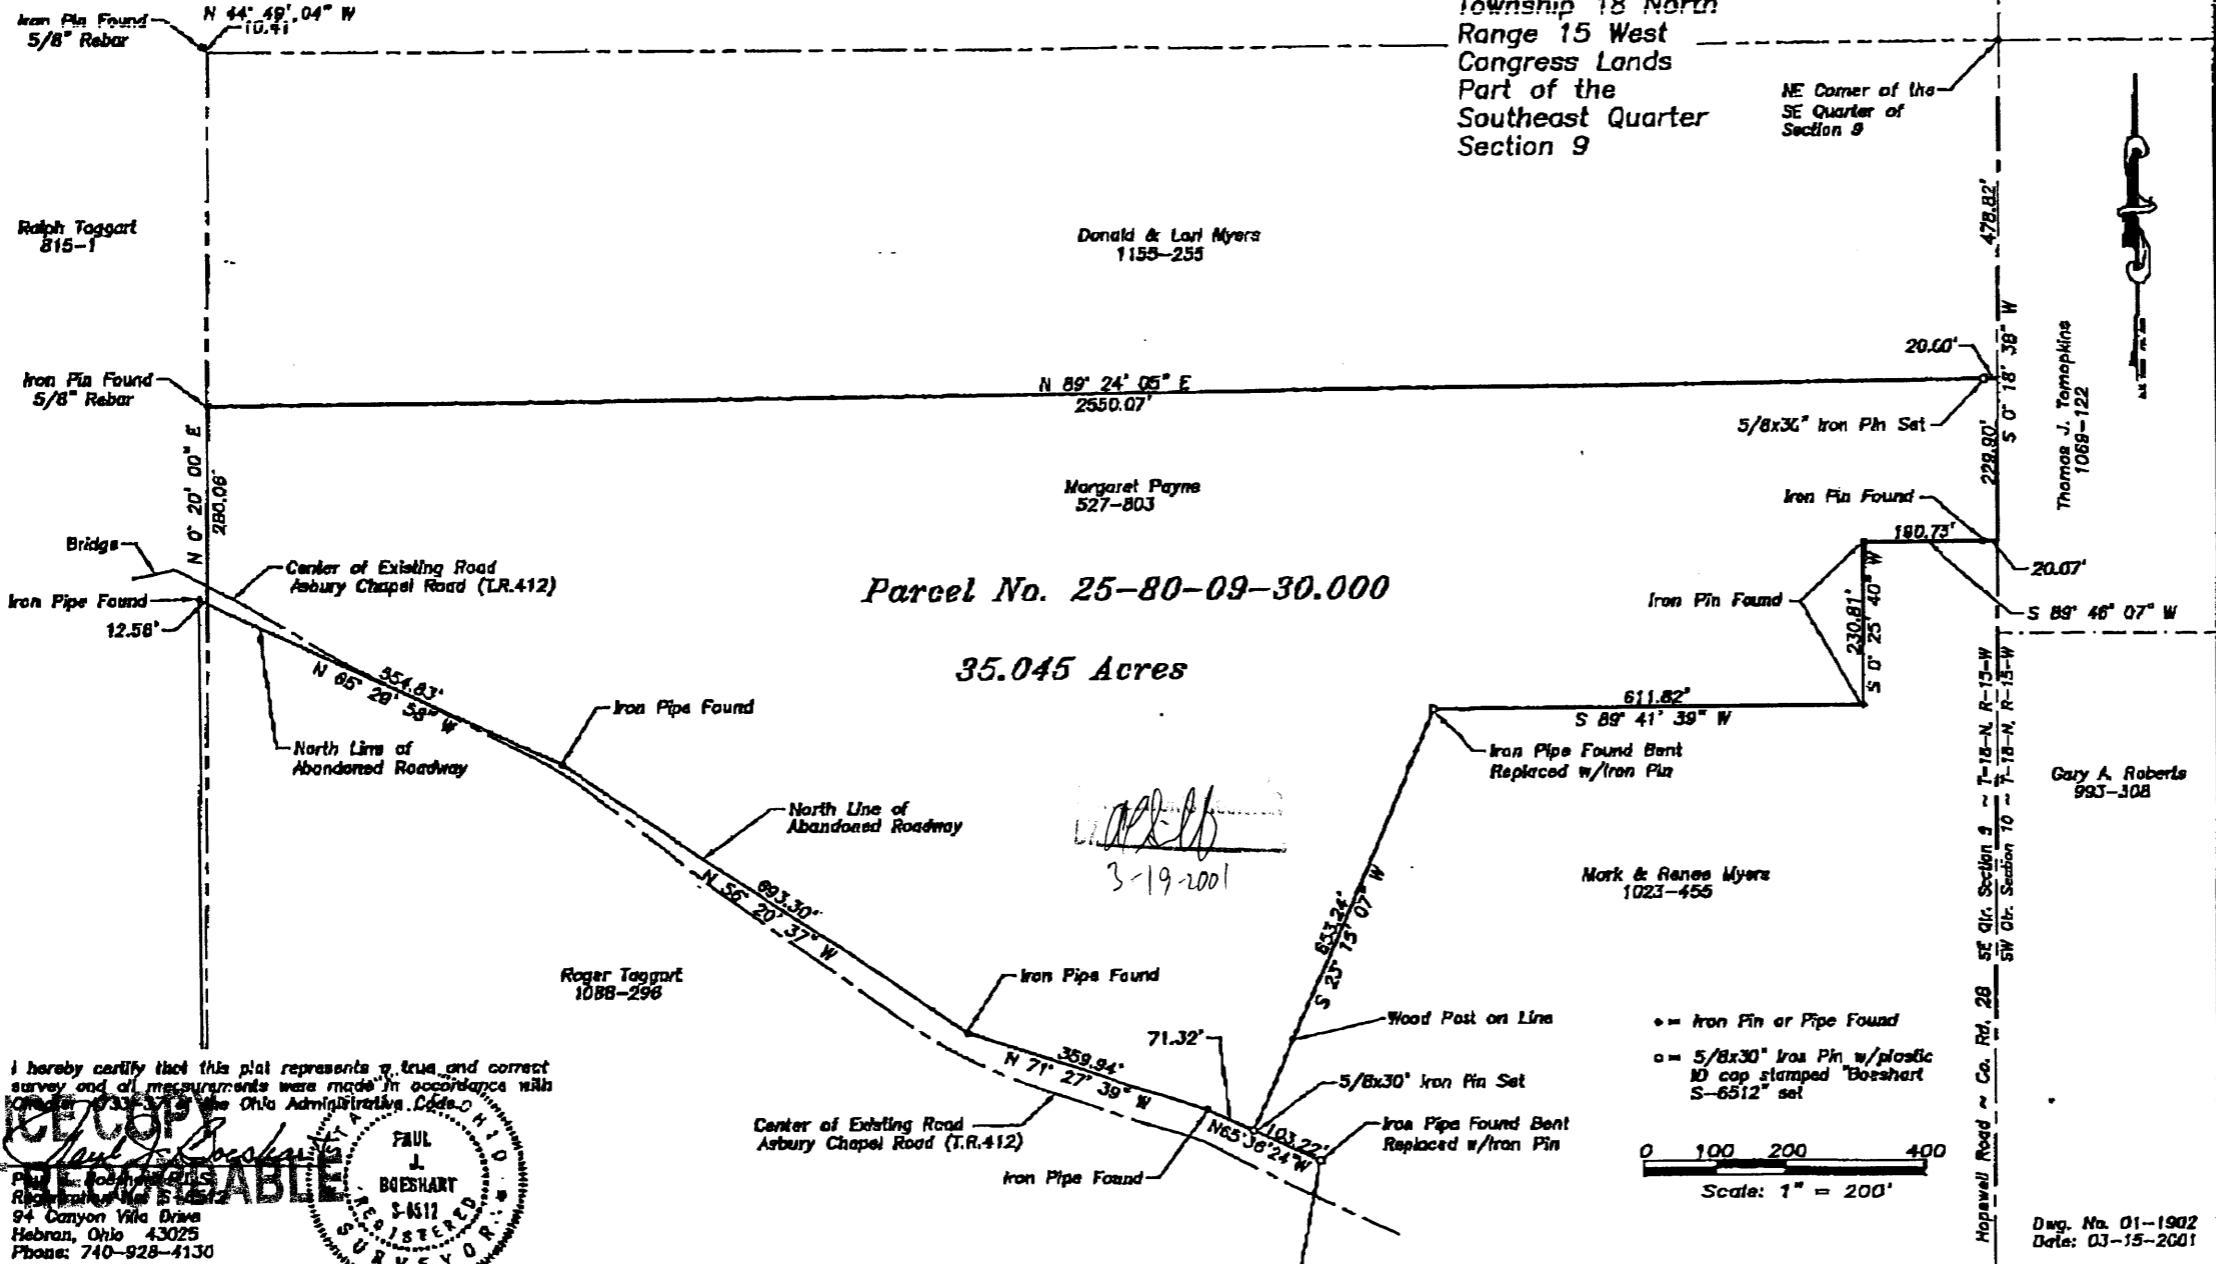 Iron Pin Found
5/8" Rebar
N 44° 49' 04" W
10.41'
Township 18 North
Range 15 West
Congress Lands
Part of the
Southeast Quarter
Section 9
NE Corner of the
SE Quarter of
Section 9
478.82'
Ralph Taggart
815-1
Donald & Lori Myers
1155-255
S 0° 18' 38" W
20.00'
Thomas J. Tamapkins
1069-122
Iron Pin Found
5/8" Rebar
N 89° 24' 05" E
2550.07'
5/8x30" Iron Pin Set
229.90'
N 0° 20' 00" E
280.06'
Margaret Payne
527-803
Iron Pin Found
180.73'
20.07'
S 89° 46' 07" W
Bridge
Center of Existing Road
Asbury Chapel Road (T.R.412)
Iron Pipe Found
12.58'
Parcel No. 25-80-09-30.000
35.045 Acres
Iron Pin Found
230.81'
S 0° 25' 40" W
554.83'
Iron Pipe Found
North Line of
Abandoned Roadway
611.82'
S 89° 41' 39" W
Iron Pipe Found Bent
Replaced w/Iron Pin
Gary A. Roberts
993-308
North Line of
Abandoned Roadway
3-19-2001
693.30'
N 56° 20' 37" W
653.24'
Mark & Renee Myers
1023-455
SE Qtr. Section 9 ~ T-18-N, R-15-W
SW Qtr. Section 10 ~ T-18-N, R-15-W
Roger Taggart
1088-296
Iron Pipe Found
Wood Post on Line
71.32'
359.94'
N 71° 27' 39" W
5/8x30" Iron Pin Set
Center of Existing Road
Asbury Chapel Road (T.R.412)
N65°36'24"W
103.22'
Iron Pipe Found Bent
Replaced w/Iron Pin
Iron Pipe Found
= Iron Pin or Pipe Found
= 5/8x30" Iron Pin w/plastic
ID cap stamped "Boeshart
S-6512" set
0 100 200 400
Scale: 1" = 200'
Hopewell Road ~ Co. Rd. 28
I hereby certify that this plat represents a true and correct
survey and all measurements were made in accordance with
Chapter 4733-37 of the Ohio Administrative Code.
COPY
RECORDABLE
94 Canyon Villa Drive
Hebron, Ohio 43025
Phone: 740-928-4130
PAUL
J.
BOESHART
S-6512
REGISTERED
SURVEYOR
Dwg. No. 01-1902
Date: 03-15-2001